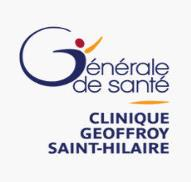 Générale
de santé
CLINIQUE
GEOFFROY
SAINT-HILAIRE